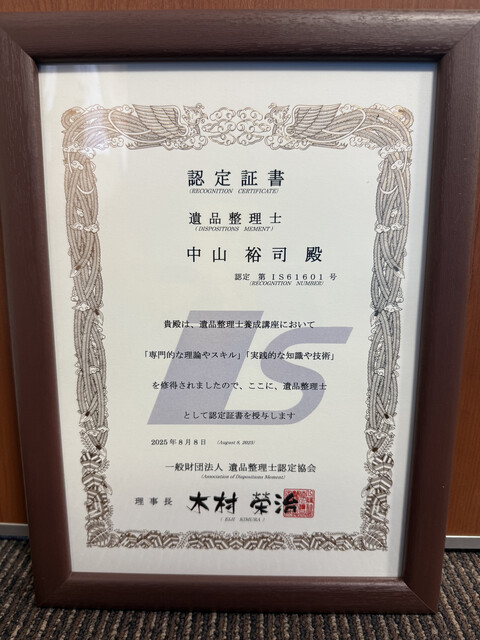 認定証書
(RECOGNITION CERTIFICATE)
遺品整理士
(DISPOSITIONS MEMENT)
中山 裕司 殿
認定 第 IS61601 号
(RECOGNITION NUMBER)
貴殿は、遺品整理士養成講座において
「専門的な理論やスキル」「実践的な知識や技術」
を修得されましたので、ここに、遺品整理士
として認定証書を授与します
IS
2025年8月8日 (August 8, 2025)
一般財団法人 遺品整理士認定協会
(Association of Dispositions Mement)
理事長 木村 榮治
(EIJI KIMURA)